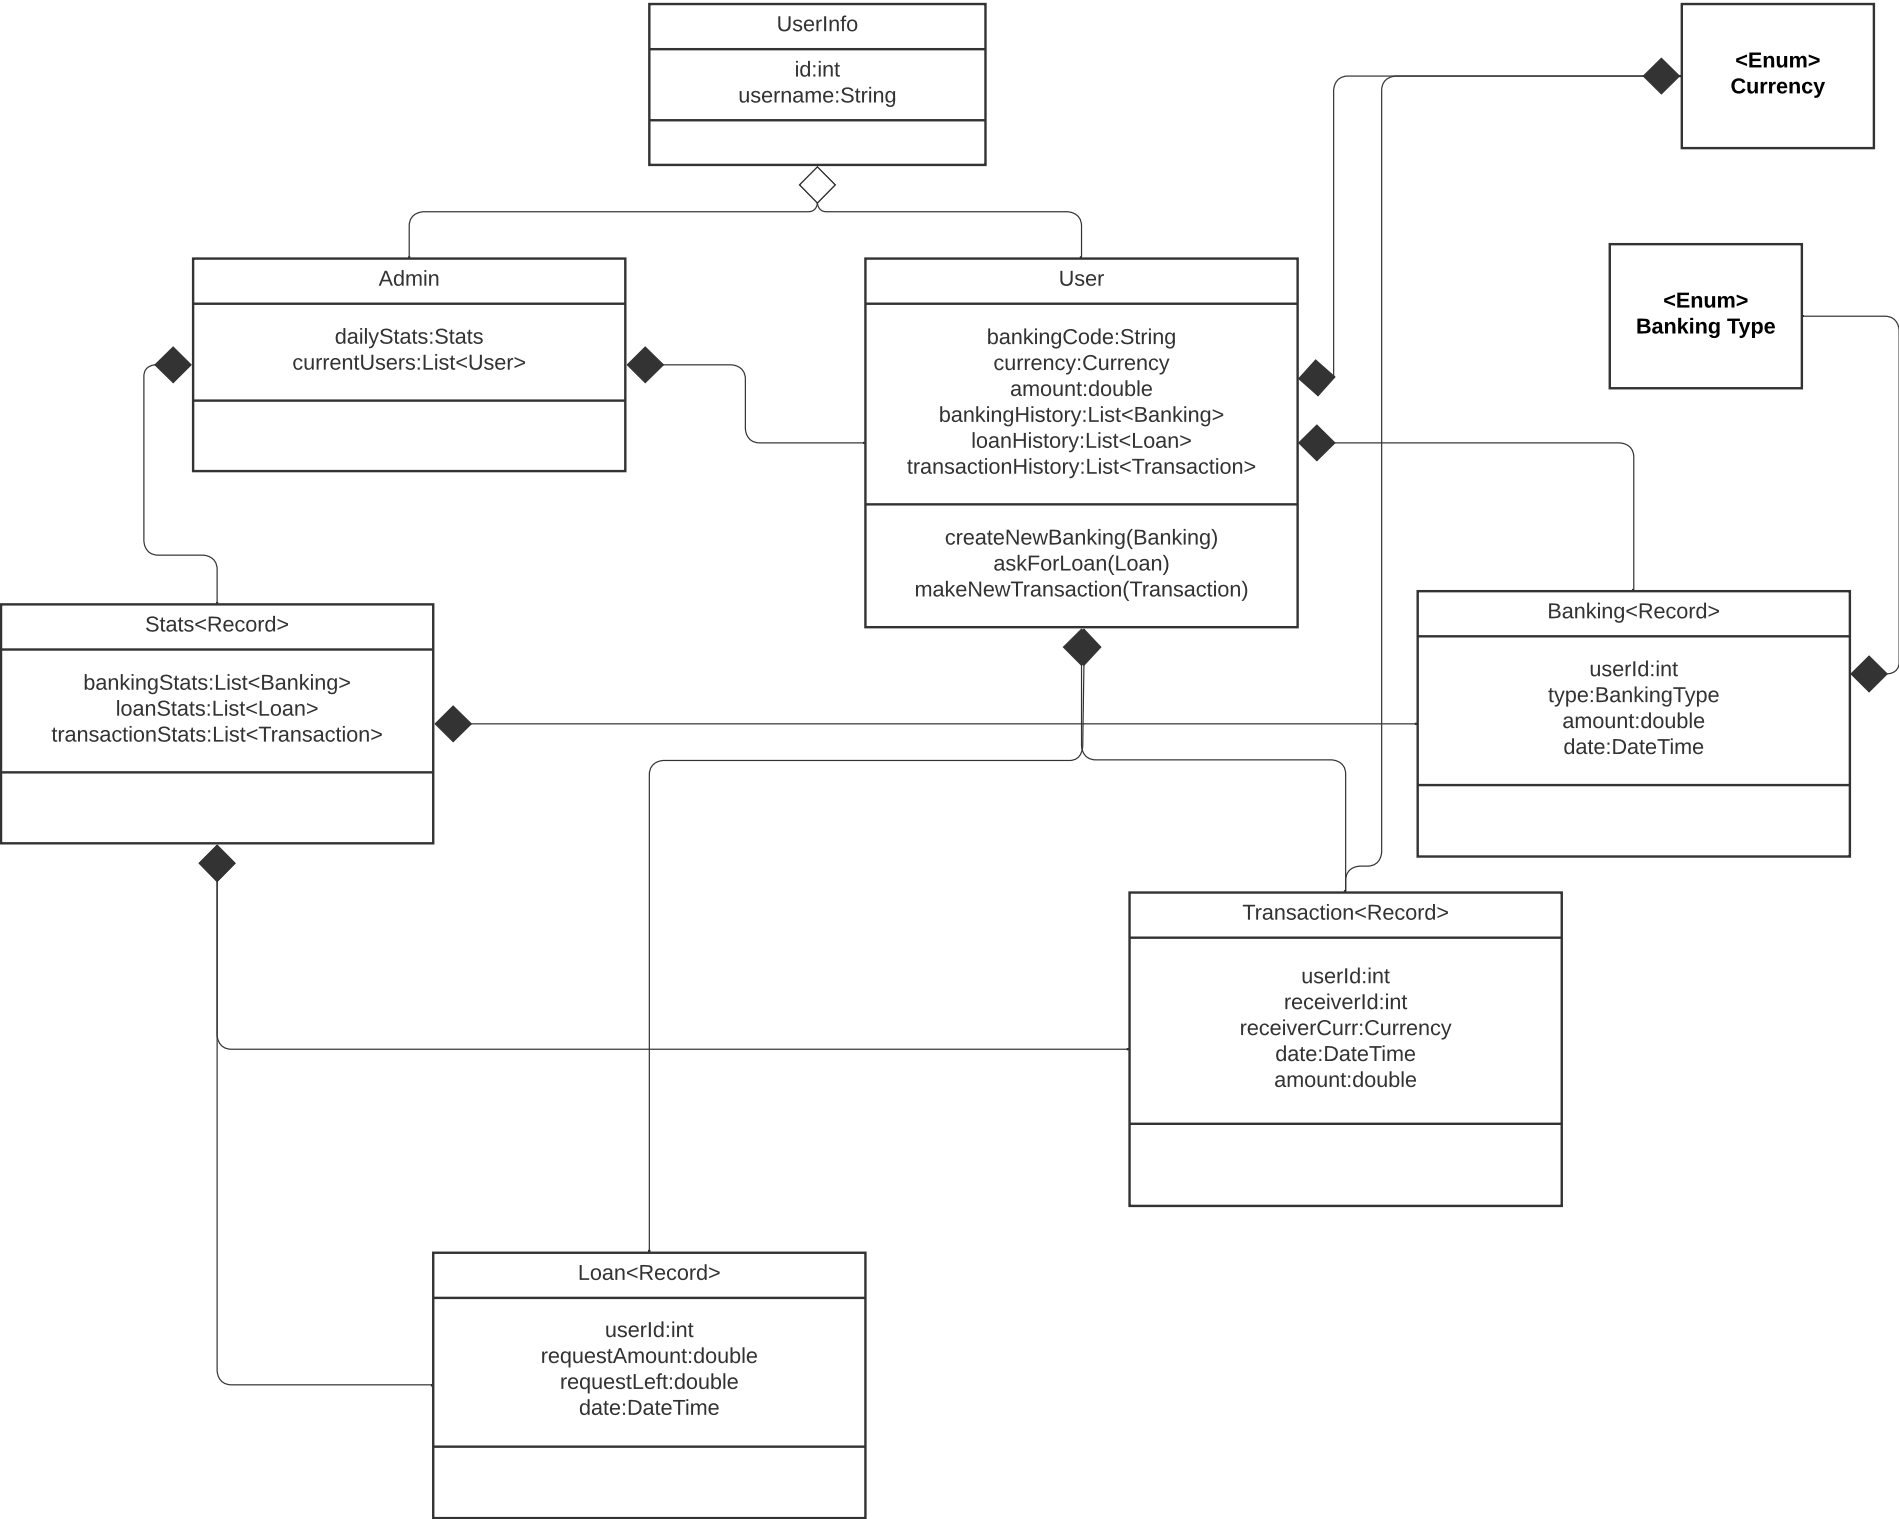 UserInfo
id:int
username:String
<Enum>
Currency
Admin
dailyStats:Stats
currentUsers:List<User>
User
bankingCode:String
currency:Currency
amount:double
bankingHistory:List<Banking>
loanHistory:List<Loan>
transactionHistory:List<Transaction>
createNewBanking(Banking)
askForLoan(Loan)
makeNewTransaction(Transaction)
<Enum>
Banking Type
Stats<Record>
bankingStats:List<Banking>
loanStats:List<Loan>
transactionStats:List<Transaction>
Banking<Record>
userId:int
type:BankingType
amount:double
date:DateTime
Transaction<Record>
userId:int
receiverId:int
receiverCurr:Currency
date:DateTime
amount:double
Loan<Record>
userId:int
requestAmount:double
requestLeft:double
date:DateTime